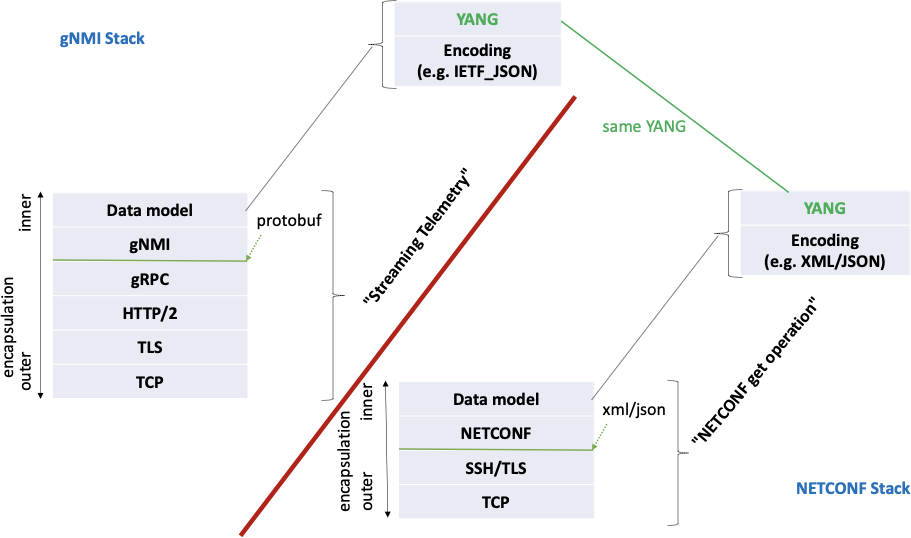 gNMI Stack
YANG
Encoding
(e.g. IETF_JSON)
same YANG
inner
encapsulation
outer
Data model
gNMI
gRPC
HTTP/2
TLS
TCP
protobuf
"Streaming Telemetry"
YANG
Encoding
(e.g. XML/JSON)
inner
encapsulation
outer
Data model
NETCONF
SSH/TLS
TCP
xml/json
"NETCONF get operation"
NETCONF Stack